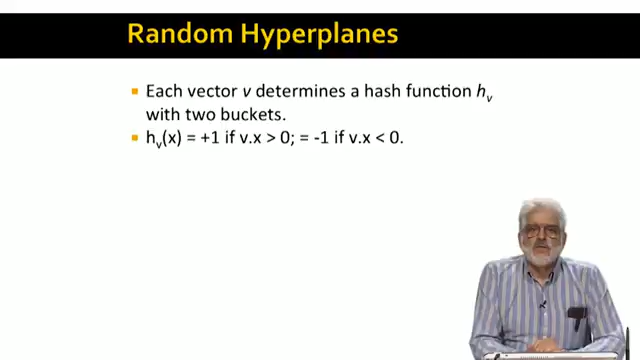 Random Hyperplanes
Each vector v determines a hash function hᵥ
with two buckets.
hᵥ(x) = +1 if v.x > 0; = -1 if v.x < 0.